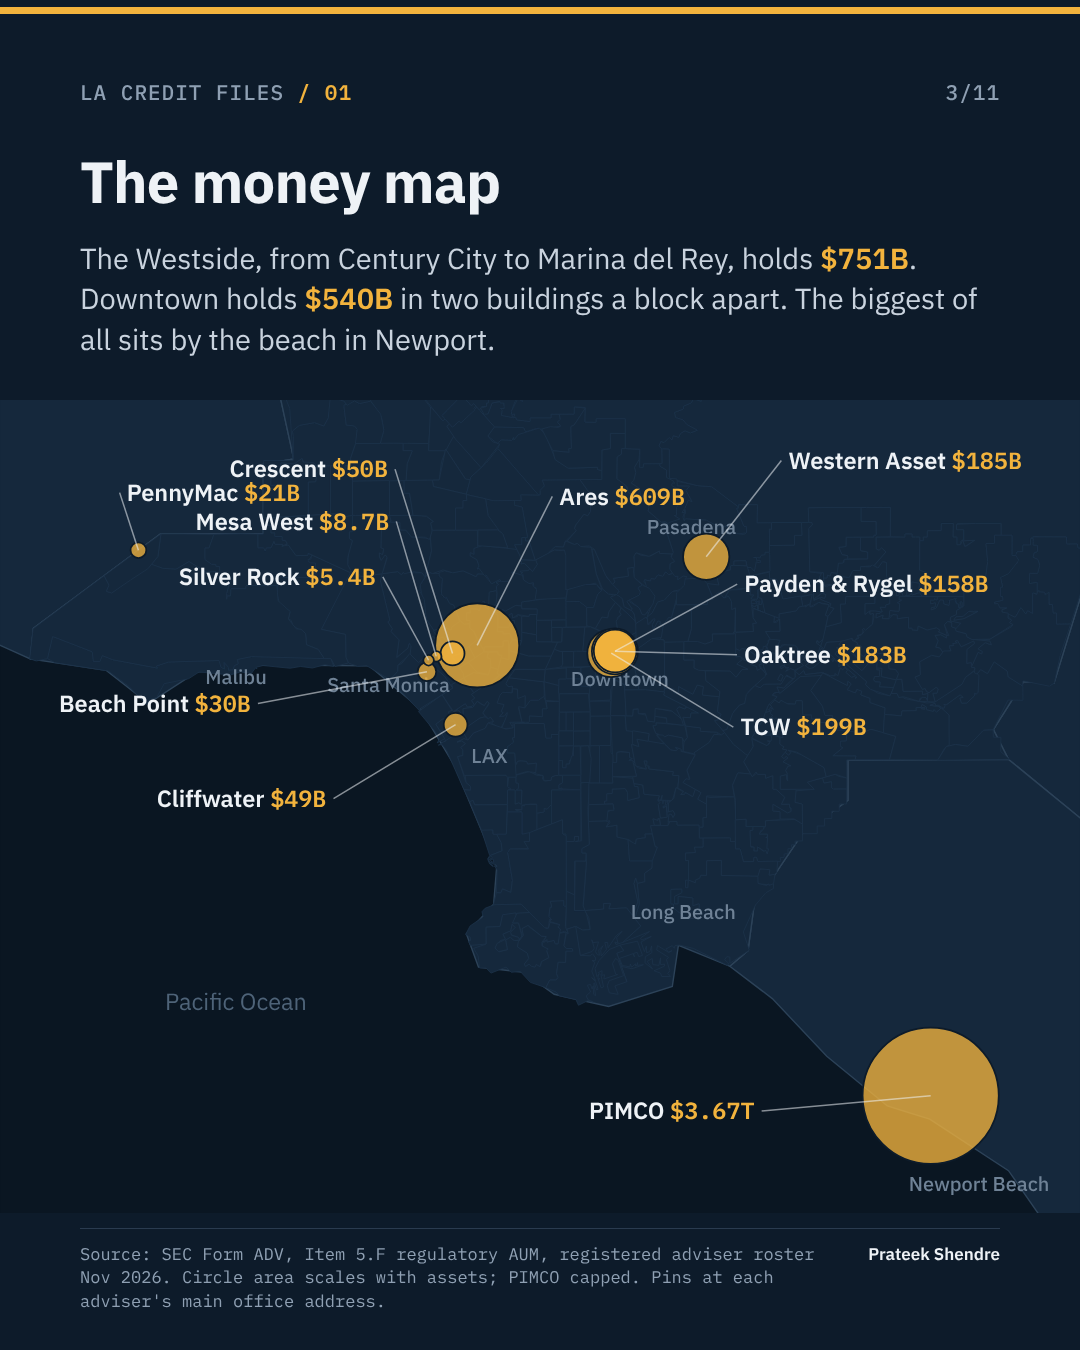 LA CREDIT FILES / 01
3/11
The money map
The Westside, from Century City to Marina del Rey, holds $751B.
Downtown holds $540B in two buildings a block apart. The biggest of
all sits by the beach in Newport.
Crescent $50B
Western Asset $185B
PennyMac $21B
Ares $609B
Mesa West $8.7B
Pasadena
Silver Rock $5.4B
Payden & Rygel $158B
Oaktree $183B
Malibu
Santa Monica
Downtown
Beach Point $30B
TCW $199B
LAX
Cliffwater $49B
Long Beach
Pacific Ocean
PIMCO $3.67T
Newport Beach
Source: SEC Form ADV, Item 5.F regulatory AUM, registered adviser roster
Nov 2026. Circle area scales with assets; PIMCO capped. Pins at each
adviser's main office address.
Prateek Shendre